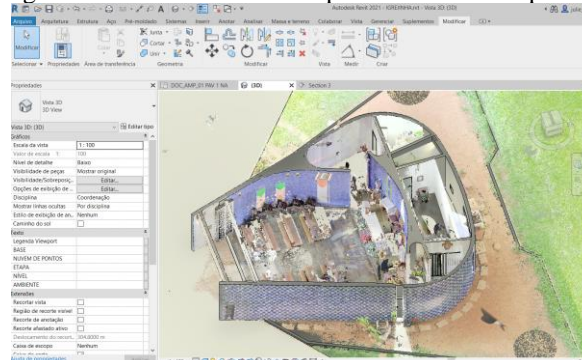 Autodesk Revit 2021 - IGREJINHA.rvt - Vista 3D: {3D}
Arquivo Arquitetura Estrutura Aço Pré-moldado Sistemas Inserir Anotar Analisar Massa e terreno Colaborar Vista Gerenciar Suplementos Modificar
Modificar
Selecionar Propriedades Área de transferência Geometria Modificar Vista Medir Criar
Propriedades
DOC_AMP_01 PAV 1 NA
{3D}
Section 3
Vista 3D
3D View
Vista 3D: {3D}
Editar tipo
Gráficos
Escala da vista 1 : 100
Valor de escala 1: 100
Nível de detalhe Baixo
Visibilidade de peças Mostrar original
Visibilidade/Sobreposiç... Editar...
Opções de exibição de ... Editar...
Disciplina Coordenação
Mostrar linhas ocultas Por disciplina
Estilo de exibição de an... Nenhum
Caminho do sol
Texto
Legenda Viewport
BASE
NUVEM DE PONTOS
ETAPA
NÍVEL
AMBIENTE
Extensões
Recortar vista
Região de recorte visível
Recorte de anotação
Recorte afastado ativo
Deslocamento do recort... 304.8000 m
Caixa de escopo Nenhum